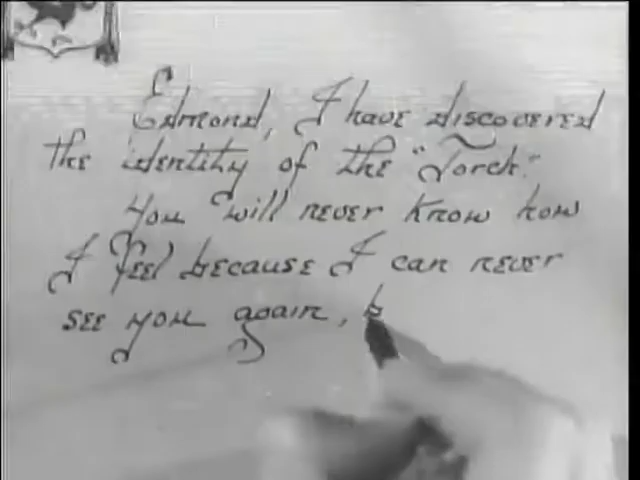 Edmond, I have discovered
the identity of the "Torch."
You will never know how
I feel because I can never
see you again, b